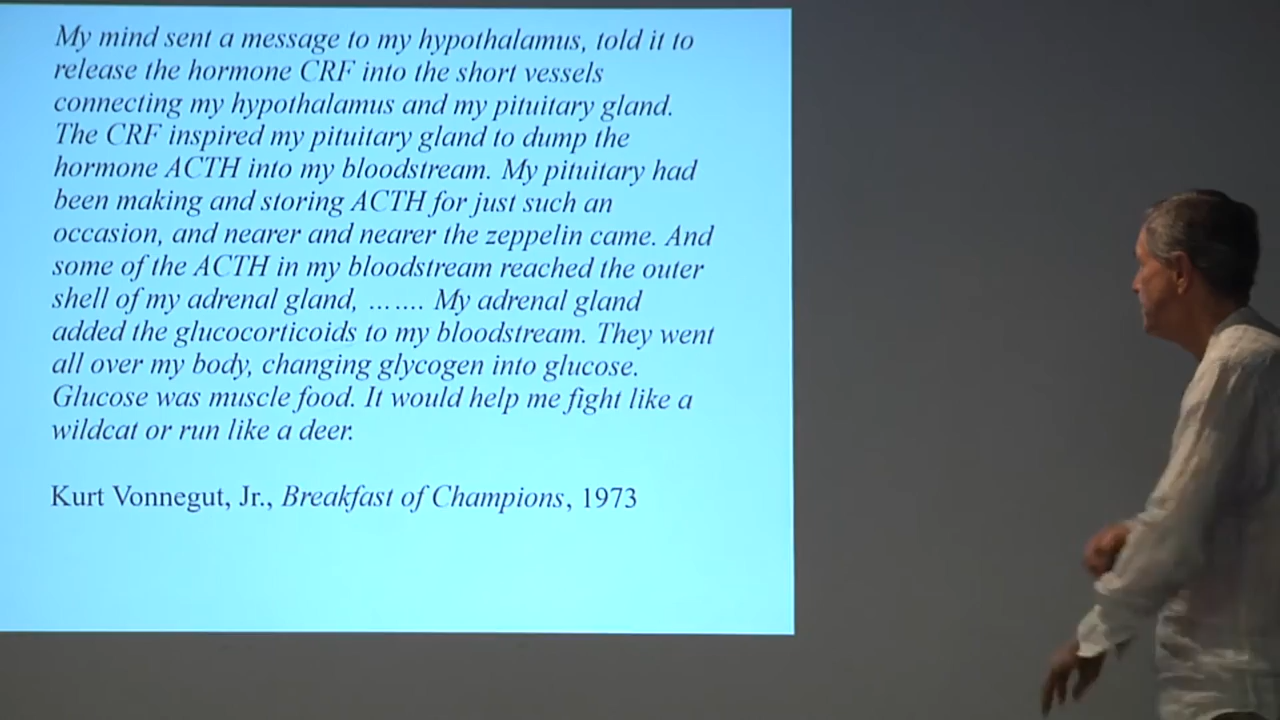 My mind sent a message to my hypothalamus, told it to
release the hormone CRF into the short vessels
connecting my hypothalamus and my pituitary gland.
The CRF inspired my pituitary gland to dump the
hormone ACTH into my bloodstream. My pituitary had
been making and storing ACTH for just such an
occasion, and nearer and nearer the zeppelin came. And
some of the ACTH in my bloodstream reached the outer
shell of my adrenal gland, ....... My adrenal gland
added the glucocorticoids to my bloodstream. They went
all over my body, changing glycogen into glucose.
Glucose was muscle food. It would help me fight like a
wildcat or run like a deer.
Kurt Vonnegut, Jr., Breakfast of Champions, 1973